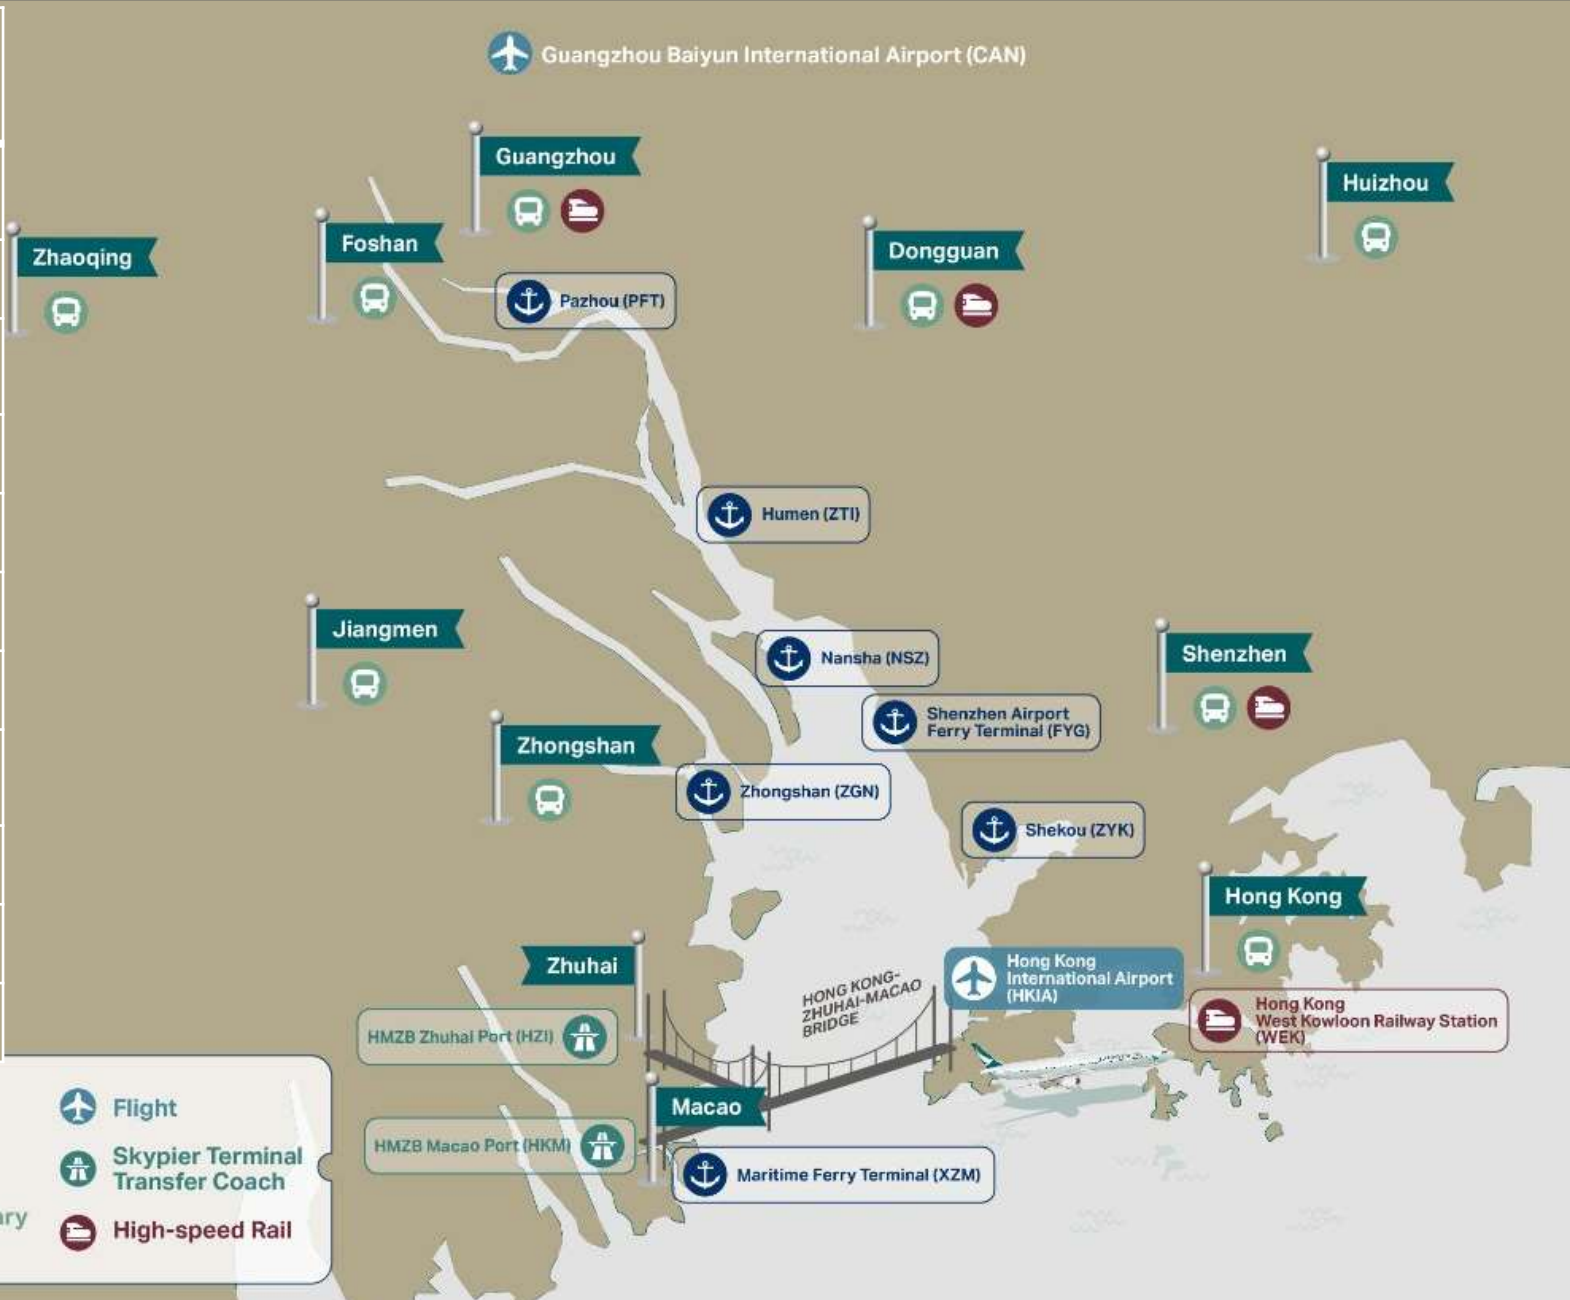 Guangzhou Baiyun International Airport (CAN)
Guangzhou
Huizhou
Foshan
Dongguan
Zhaoqing
Pazhou (PFT)
Humen (ZTI)
Jiangmen
Nansha (NSZ)
Shenzhen
Shenzhen Airport
Ferry Terminal (FYG)
Zhongshan
Zhongshan (ZGN)
Shekou (ZYK)
Hong Kong
Zhuhai
Hong Kong
International Airport
(HKIA)
HONG KONG-
ZHUHAI-MACAO
BRIDGE
Hong Kong
West Kowloon Railway Station
(WEK)
HMZB Zhuhai Port (HZI)
Macao
HMZB Macao Port (HKM)
Maritime Ferry Terminal (XZM)
Flight
Skypier Terminal
Transfer Coach
High-speed Rail